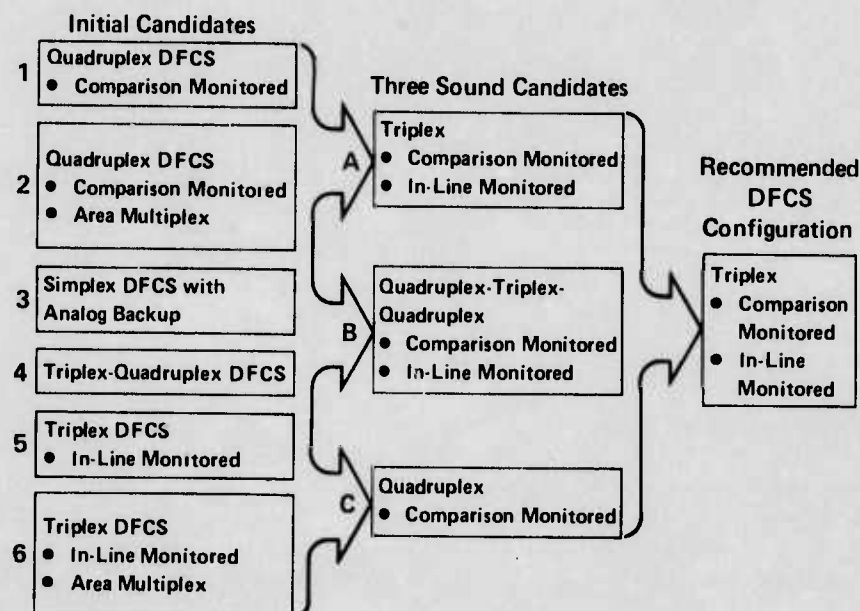 Initial Candidates
1
Quadruplex DFCS
● Comparison Monitored
2
Quadruplex DFCS
● Comparison Monitored
● Area Multiplex
3
Simplex DFCS with
Analog Backup
4
Triplex-Quadruplex DFCS
5
Triplex DFCS
● In-Line Monitored
6
Triplex DFCS
● In-Line Monitored
● Area Multiplex
Three Sound Candidates
A
Triplex
● Comparison Monitored
● In-Line Monitored
B
Quadruplex-Triplex-
Quadruplex
● Comparison Monitored
● In-Line Monitored
C
Quadruplex
● Comparison Monitored
Recommended
DFCS
Configuration
Triplex
● Comparison
Monitored
● In-Line
Monitored